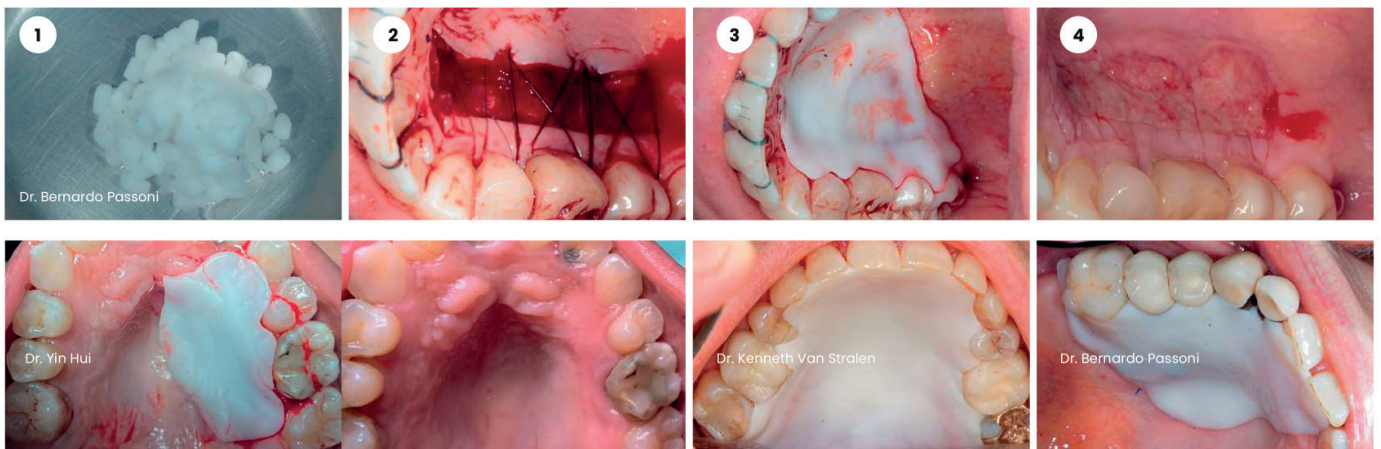 1
2
3
4
Dr. Bernardo Passoni
Dr. Yin Hui
Dr. Kenneth Van Stralen
Dr. Bernardo Passoni